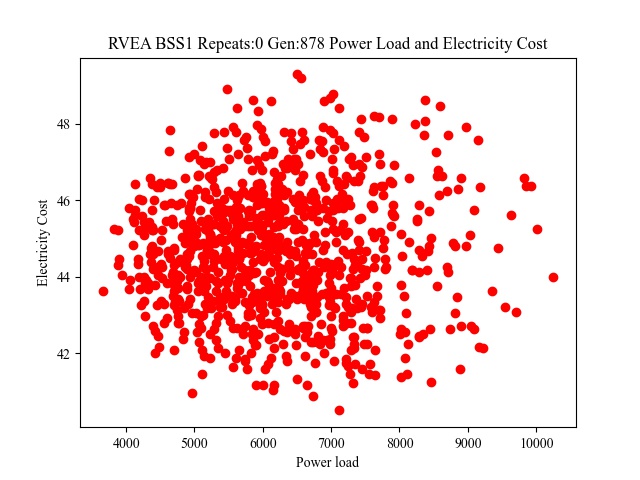 RVEA BSS1 Repeats:0 Gen:878 Power Load and Electricity Cost
48
46
44
42
Electricity Cost
4000 5000 6000 7000 8000 9000 10000
Power load